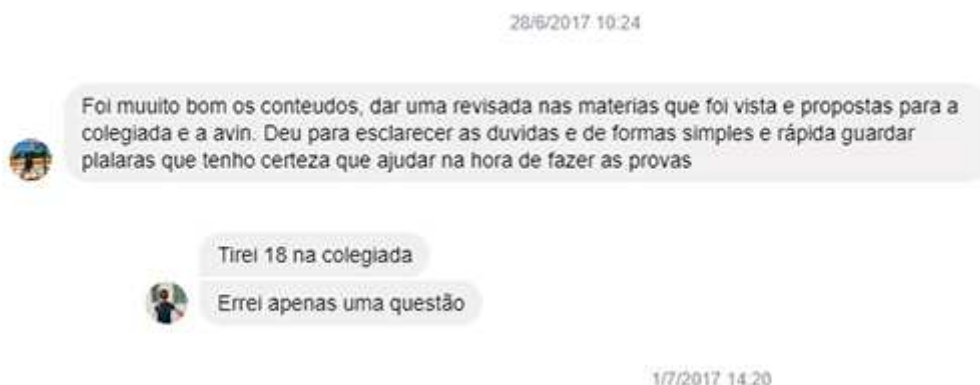 28/6/2017 10:24
Foi muuito bom os conteudos, dar uma revisada nas materias que foi vista e propostas para a
colegiada e a avin. Deu para esclarecer as duvidas e de formas simples e rápida guardar
plalaras que tenho certeza que ajudar na hora de fazer as provas
Tirei 18 na colegiada
Errei apenas uma questão
1/7/2017 14:20